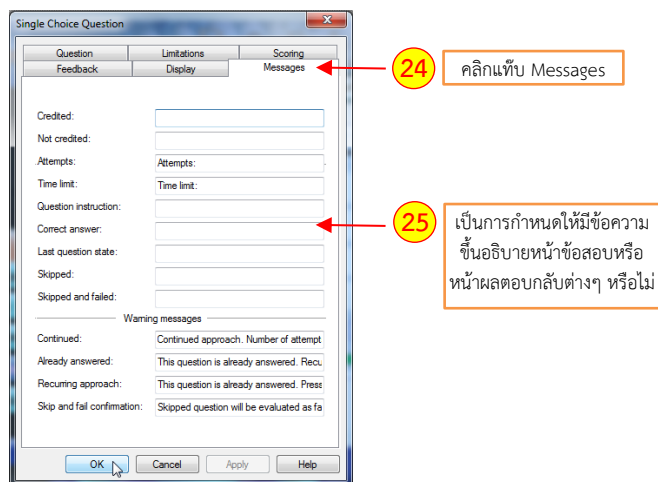 Single Choice Question
Question Limitations Scoring
Feedback Display Messages
24
คลิกแท๊บ Messages
Credited:
Not credited:
Attempts: Attempts:
Time limit: Time limit:
Question instruction:
Correct answer:
25
เป็นการกำหนดให้มีข้อความ
ขึ้นอธิบายหน้าข้อสอบหรือ
หน้าผลตอบกลับต่างๆ หรือไม่
Last question state:
Skipped:
Skipped and failed:
Warning messages
Continued: Continued approach. Number of attempt
Already answered: This question is already answered. Recu
Recurring approach: This question is already answered. Press
Skip and fail confirmation: Skipped question will be evaluated as fa
OK Cancel Apply Help